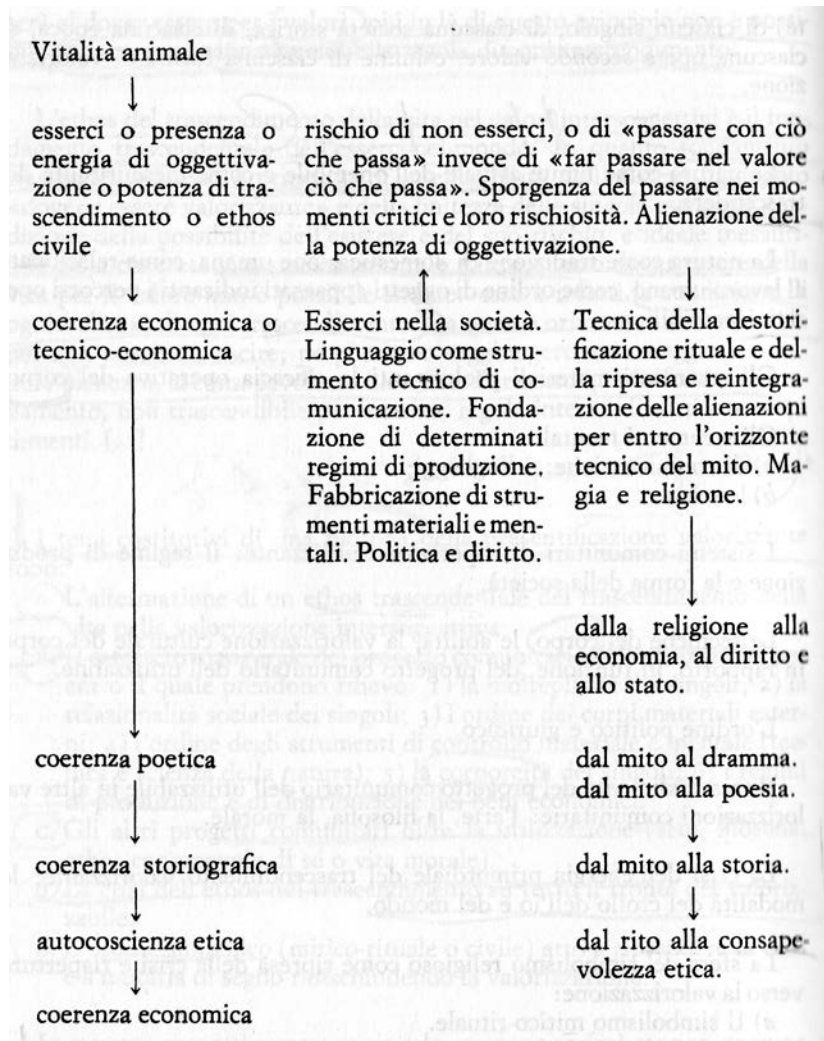 Vitalità animale
esserci o presenza o
energia di oggettiva-
zione o potenza di tra-
scendimento o ethos
civile
rischio di non esserci, o di «passare con ciò
che passa» invece di «far passare nel valore
ciò che passa». Sporgenza del passare nei mo-
menti critici e loro rischiosità. Alienazione del-
la potenza di oggettivazione.
coerenza economica o
tecnico-economica
Esserci nella società.
Linguaggio come stru-
mento tecnico di co-
municazione. Fonda-
zione di determinati
regimi di produzione.
Fabbricazione di stru-
menti materiali e men-
tali. Politica e diritto.
Tecnica della destori-
ficazione rituale e del-
la ripresa e reintegra-
zione delle alienazioni
per entro l'orizzonte
tecnico del mito. Ma-
gia e religione.
dalla religione alla
economia, al diritto e
allo stato.
coerenza poetica
dal mito al dramma.
dal mito alla poesia.
coerenza storiografica
dal mito alla storia.
autocoscienza etica
dal rito alla consape-
volezza etica.
coerenza economica